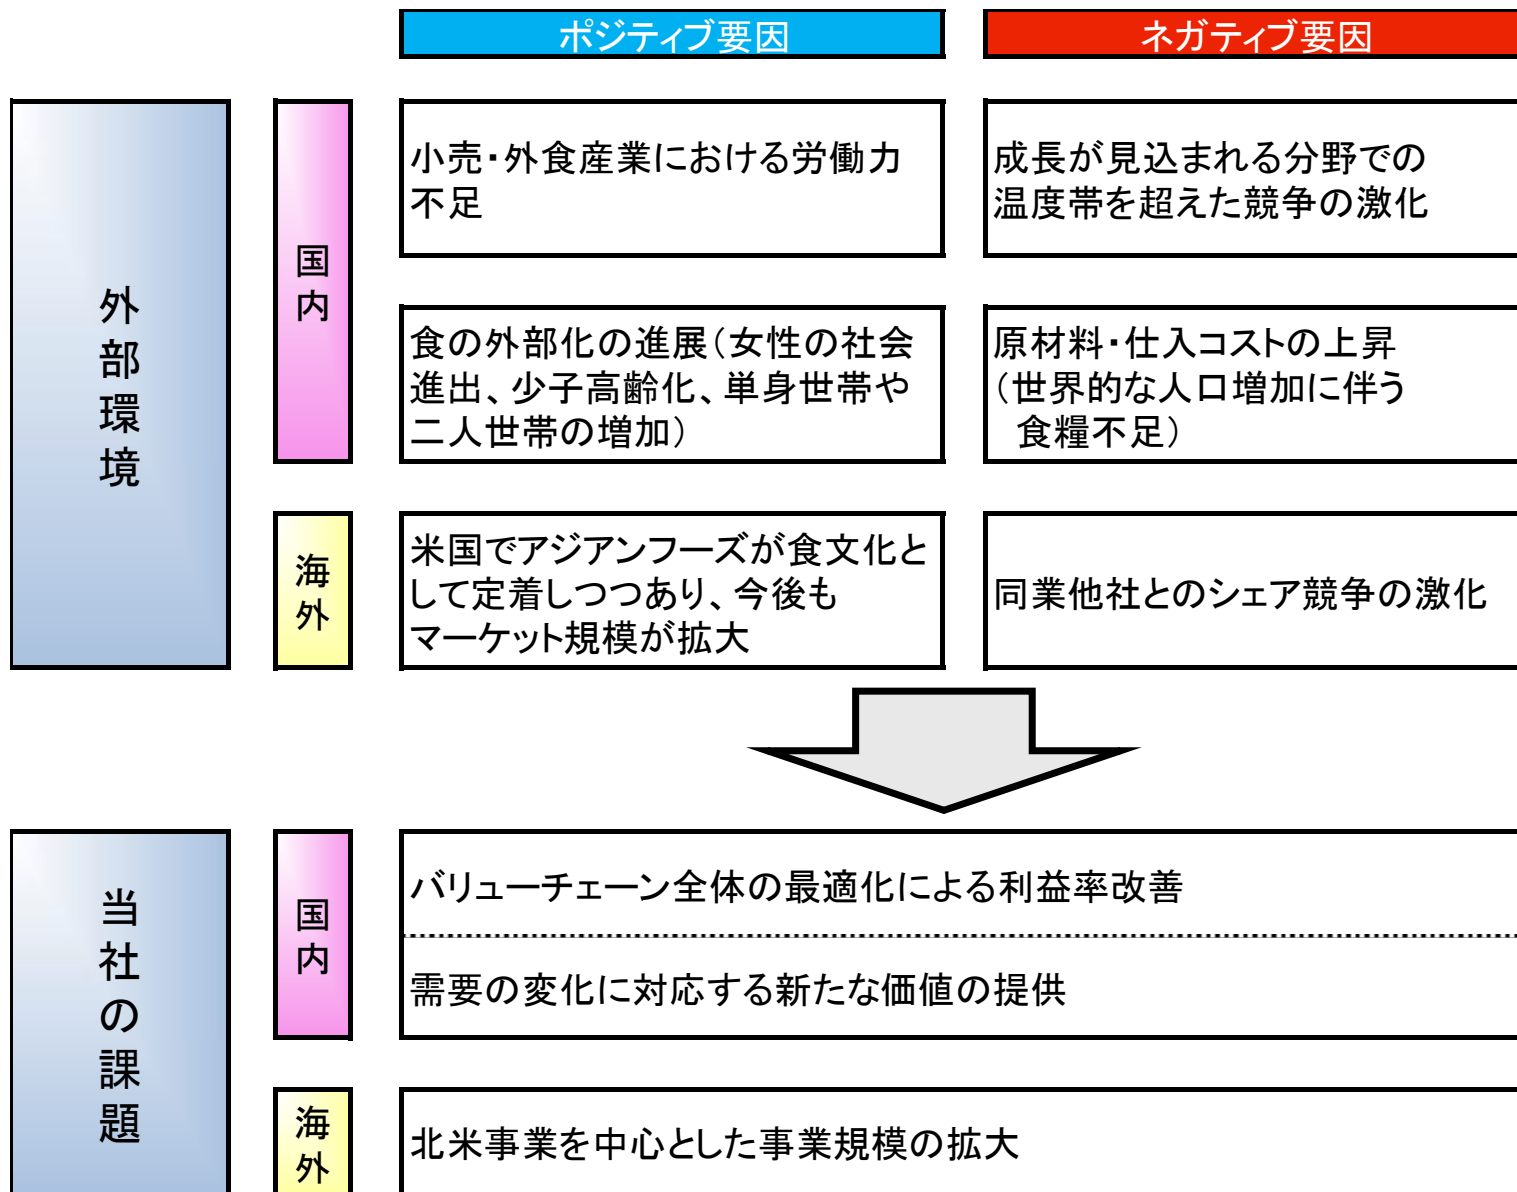 ポジティブ要因
ネガティブ要因
外部環境
国内
小売・外食産業における労働力
不足
成長が見込まれる分野での
温度帯を超えた競争の激化
食の外部化の進展(女性の社会
進出、少子高齢化、単身世帯や
二人世帯の増加)
原材料・仕入コストの上昇
(世界的な人口増加に伴う
食糧不足)
海外
米国でアジアンフーズが食文化と
して定着しつつあり、今後も
マーケット規模が拡大
同業他社とのシェア競争の激化
当社の課題
国内
バリューチェーン全体の最適化による利益率改善
需要の変化に対応する新たな価値の提供
海外
北米事業を中心とした事業規模の拡大